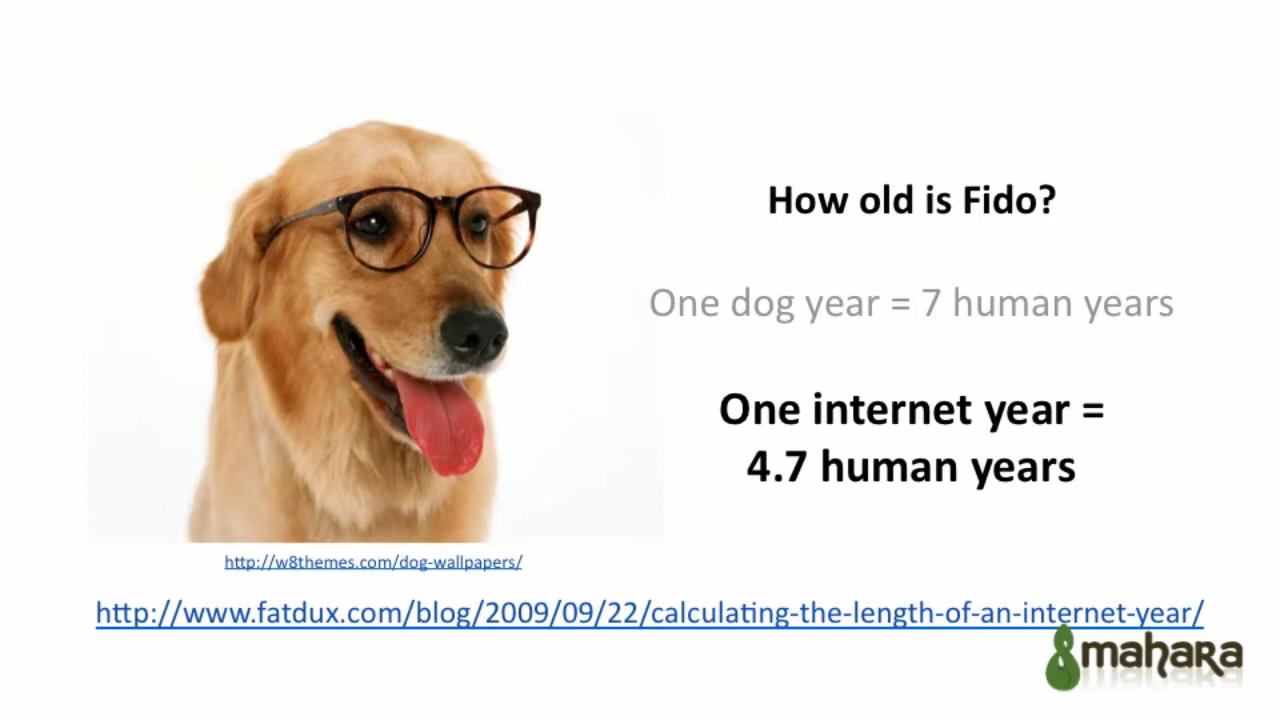 How old is Fido?
One dog year = 7 human years
One internet year =
4.7 human years
http://w8themes.com/dog-wallpapers/
http://www.fatdux.com/blog/2009/09/22/calculating-the-length-of-an-internet-year/
mahara